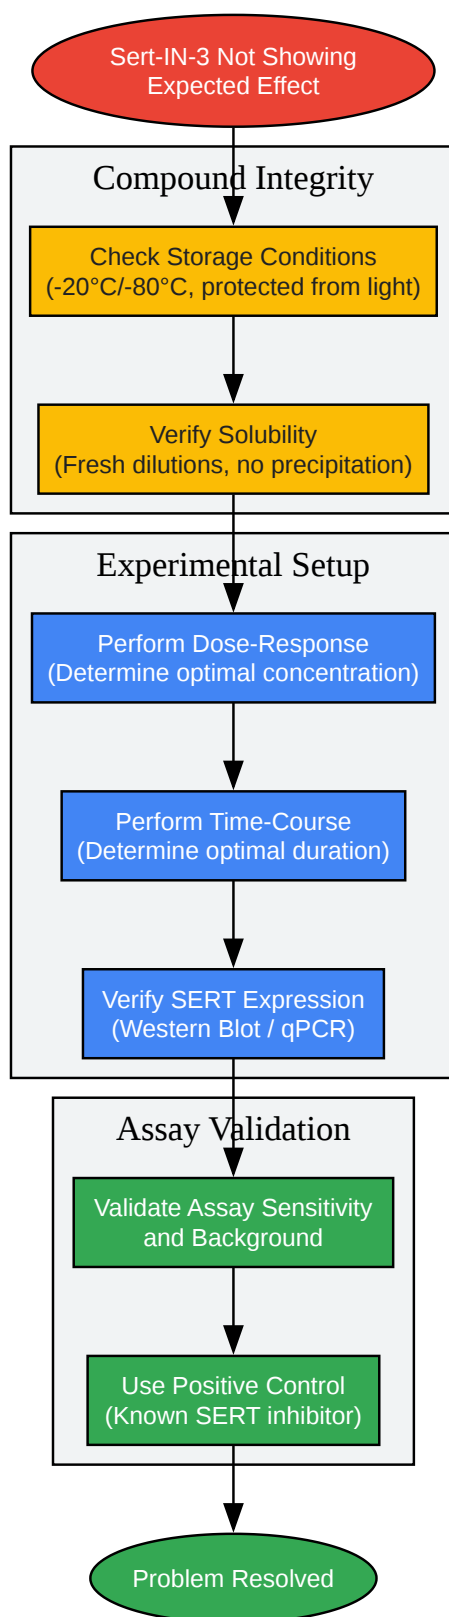 Sert-IN-3 Not Showing
Expected Effect
Compound Integrity
Check Storage Conditions
(-20°C/-80°C, protected from light)
Verify Solubility
(Fresh dilutions, no precipitation)
Experimental Setup
Perform Dose-Response
(Determine optimal concentration)
Perform Time-Course
(Determine optimal duration)
Verify SERT Expression
(Western Blot / qPCR)
Assay Validation
Validate Assay Sensitivity
and Background
Use Positive Control
(Known SERT inhibitor)
Problem Resolved